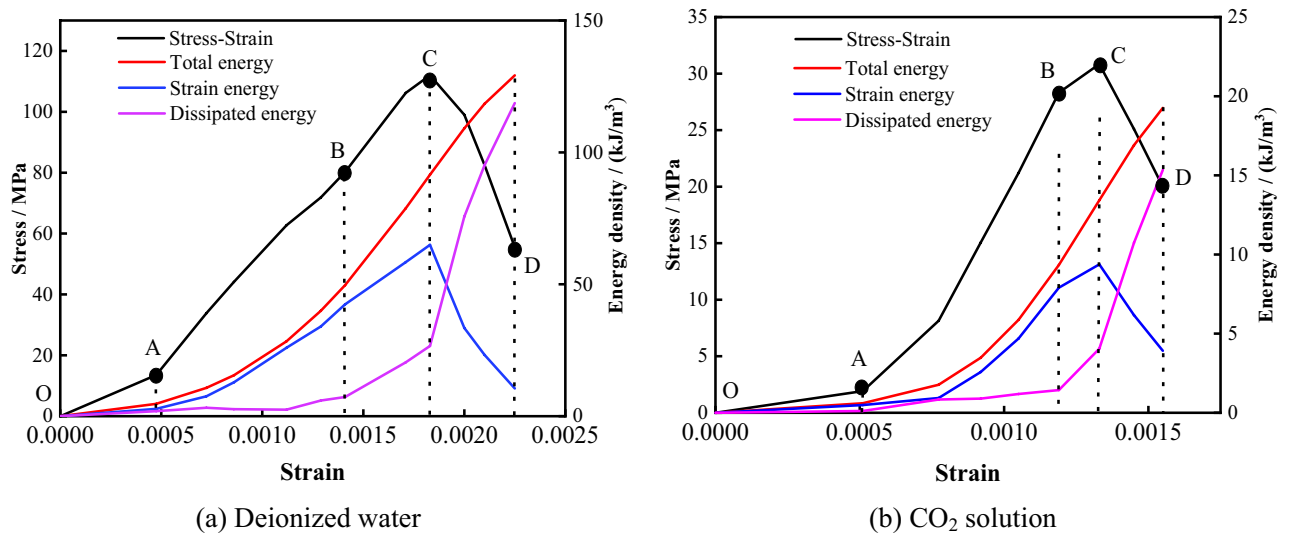 Stress / MPa
120
100
80
60
40
20
0
Stress-Strain
Total energy
Strain energy
Dissipated energy
O
A
B
C
D
150
100
50
0
Energy density / (kJ/m³)
0.0000 0.0005 0.0010 0.0015 0.0020 0.0025
Strain
(a) Deionized water
Stress / MPa
35
30
25
20
15
10
5
0
Stress-Strain
Total energy
Strain energy
Dissipated energy
O
A
B
C
D
25
20
15
10
5
0
Energy density / (kJ/m³)
0.0000 0.0005 0.0010 0.0015
Strain
(b) CO₂ solution